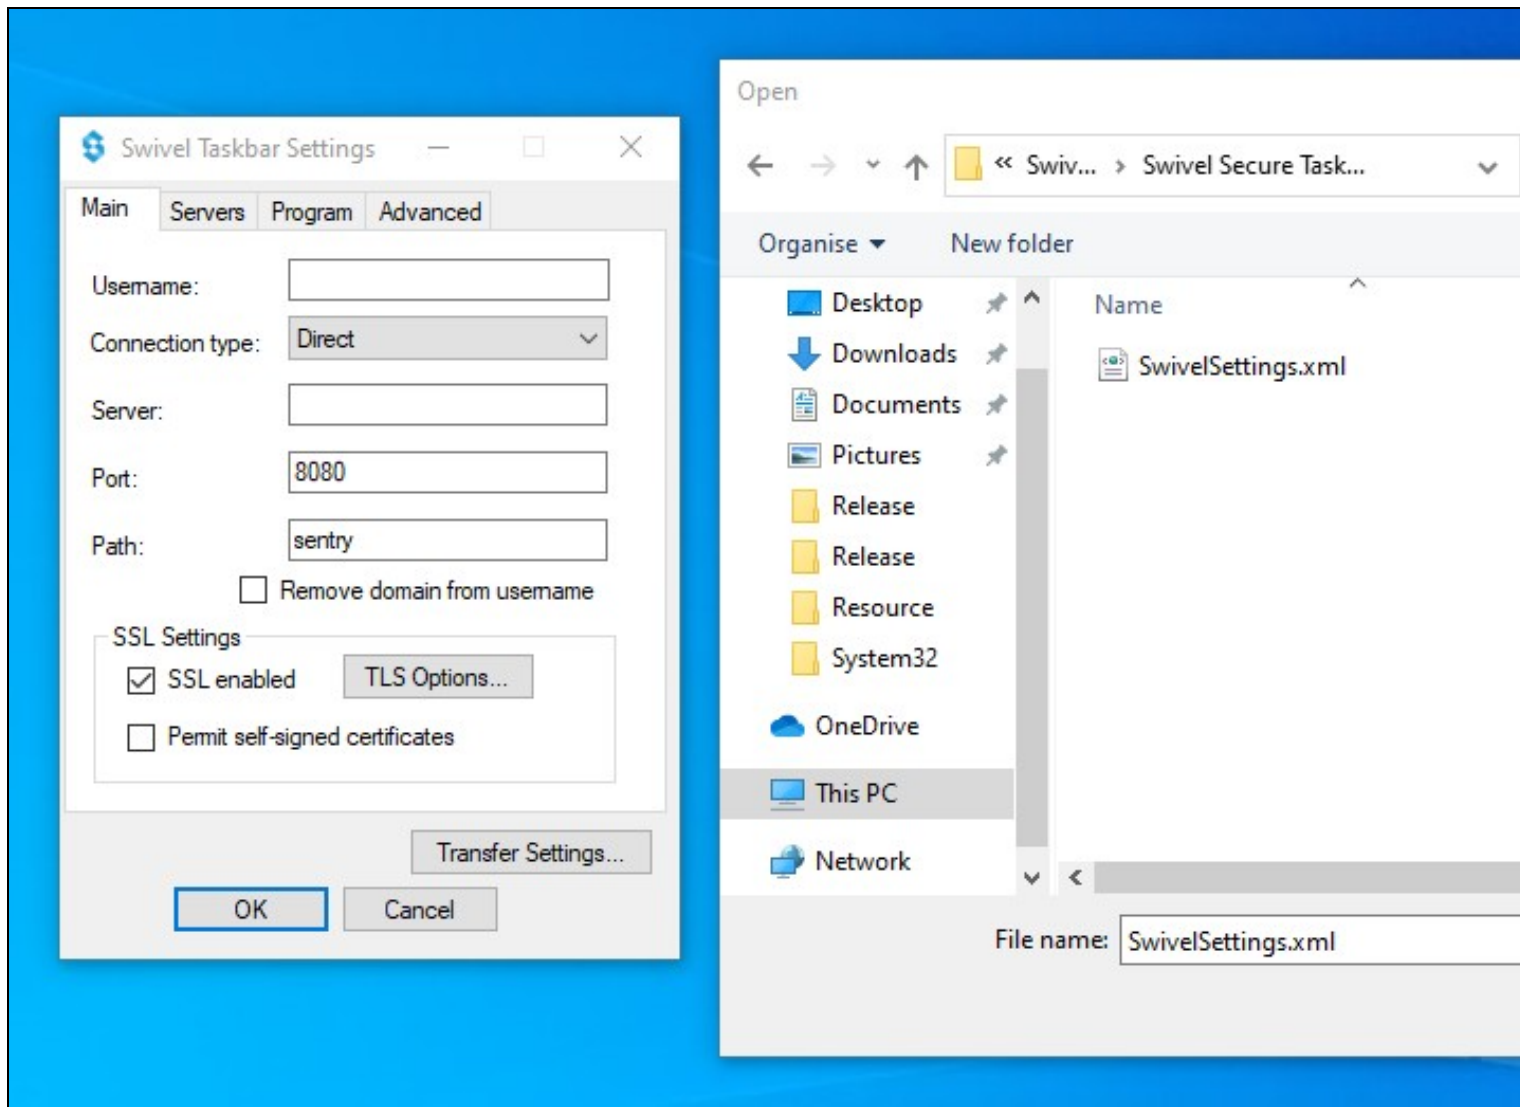 Swivel Taskbar Settings
Main
Servers
Program
Advanced
Username:
Connection type:
Direct
Server:
Port:
8080
Path:
sentry
Remove domain from username
SSL Settings
SSL enabled
TLS Options...
Permit self-signed certificates
Transfer Settings...
OK
Cancel
Open
« Swiv... › Swivel Secure Task...
Organise
New folder
Desktop
Downloads
Documents
Pictures
Release
Release
Resource
System32
OneDrive
This PC
Network
Name
SwivelSettings.xml
File name:
SwivelSettings.xml